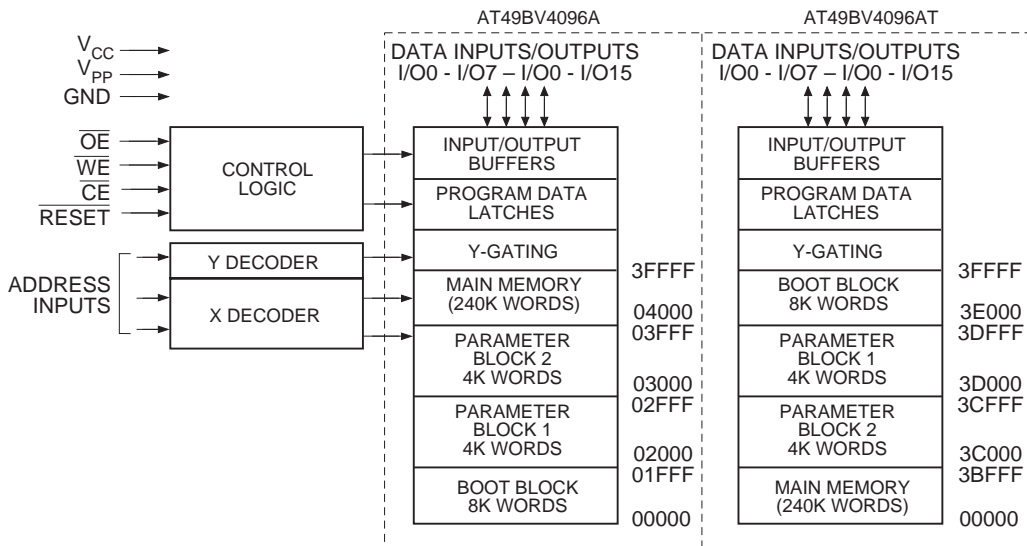 AT49BV4096A
AT49BV4096AT
VCC
VPP
GND
OE
WE
CE
RESET
ADDRESS
INPUTS
CONTROL
LOGIC
Y DECODER
X DECODER
DATA INPUTS/OUTPUTS
I/O0 - I/O7 – I/O0 - I/O15
INPUT/OUTPUT
BUFFERS
PROGRAM DATA
LATCHES
Y-GATING
3FFFF
MAIN MEMORY
(240K WORDS)
04000
03FFF
PARAMETER
BLOCK 2
4K WORDS
03000
02FFF
PARAMETER
BLOCK 1
4K WORDS
02000
01FFF
BOOT BLOCK
8K WORDS
00000
DATA INPUTS/OUTPUTS
I/O0 - I/O7 – I/O0 - I/O15
INPUT/OUTPUT
BUFFERS
PROGRAM DATA
LATCHES
Y-GATING
3FFFF
BOOT BLOCK
8K WORDS
3E000
3DFFF
PARAMETER
BLOCK 1
4K WORDS
3D000
3CFFF
PARAMETER
BLOCK 2
4K WORDS
3C000
3BFFF
MAIN MEMORY
(240K WORDS)
00000